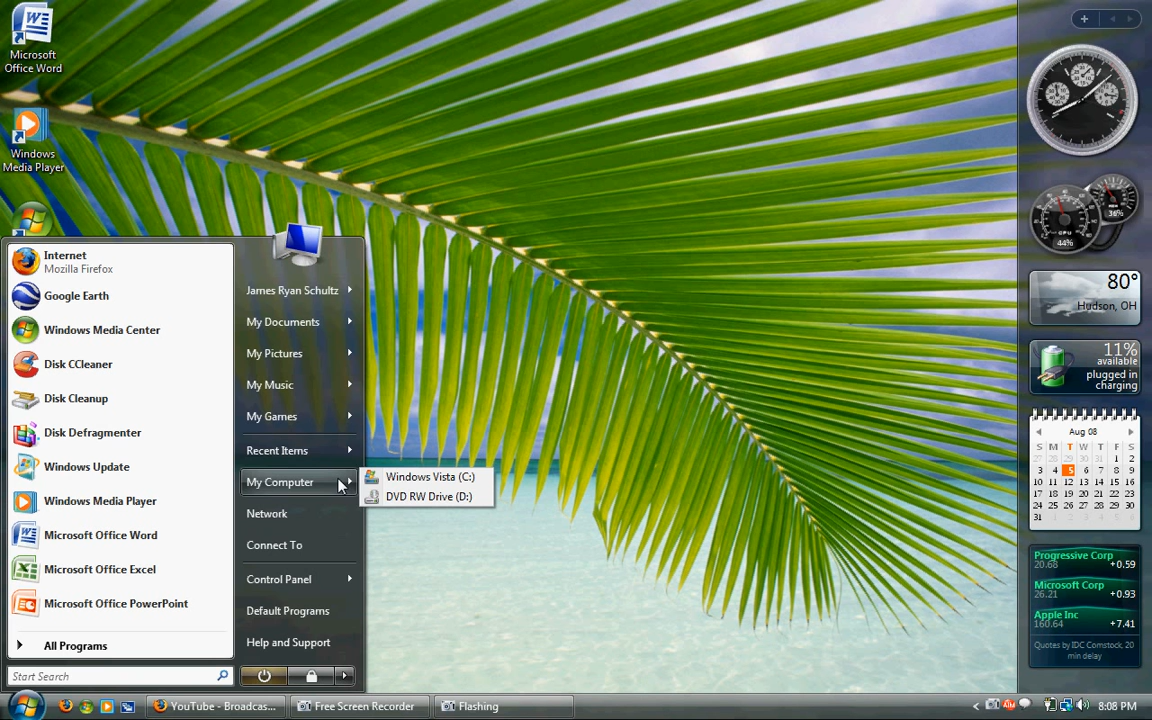 Microsoft
Office Word
Windows
Media Player
Internet
Mozilla Firefox
Google Earth
Windows Media Center
Disk CCleaner
Disk Cleanup
Disk Defragmenter
Windows Update
Windows Media Player
Microsoft Office Word
Microsoft Office Excel
Microsoft Office PowerPoint
All Programs
Start Search
James Ryan Schultz
My Documents
My Pictures
My Music
My Games
Recent Items
My Computer
Network
Connect To
Control Panel
Default Programs
Help and Support
Windows Vista (C:)
DVD RW Drive (D:)
36%
CPU
44%
80°
Hudson, OH
11%
available
plugged in
charging
Aug 08
S M T W T F S
27 28 29 30 31 1 2
3 4 5 6 7 8 9
10 11 12 13 14 15 16
17 18 19 20 21 22 23
24 25 26 27 28 29 30
31 1 2 3 4 5 6
Progressive Corp
20.68 +0.59
Microsoft Corp
26.21 +0.93
Apple Inc
160.64 +7.41
Quotes by IDC Comstock, 20
min delay
YouTube - Broadcas...
Free Screen Recorder
Flashing
8:08 PM